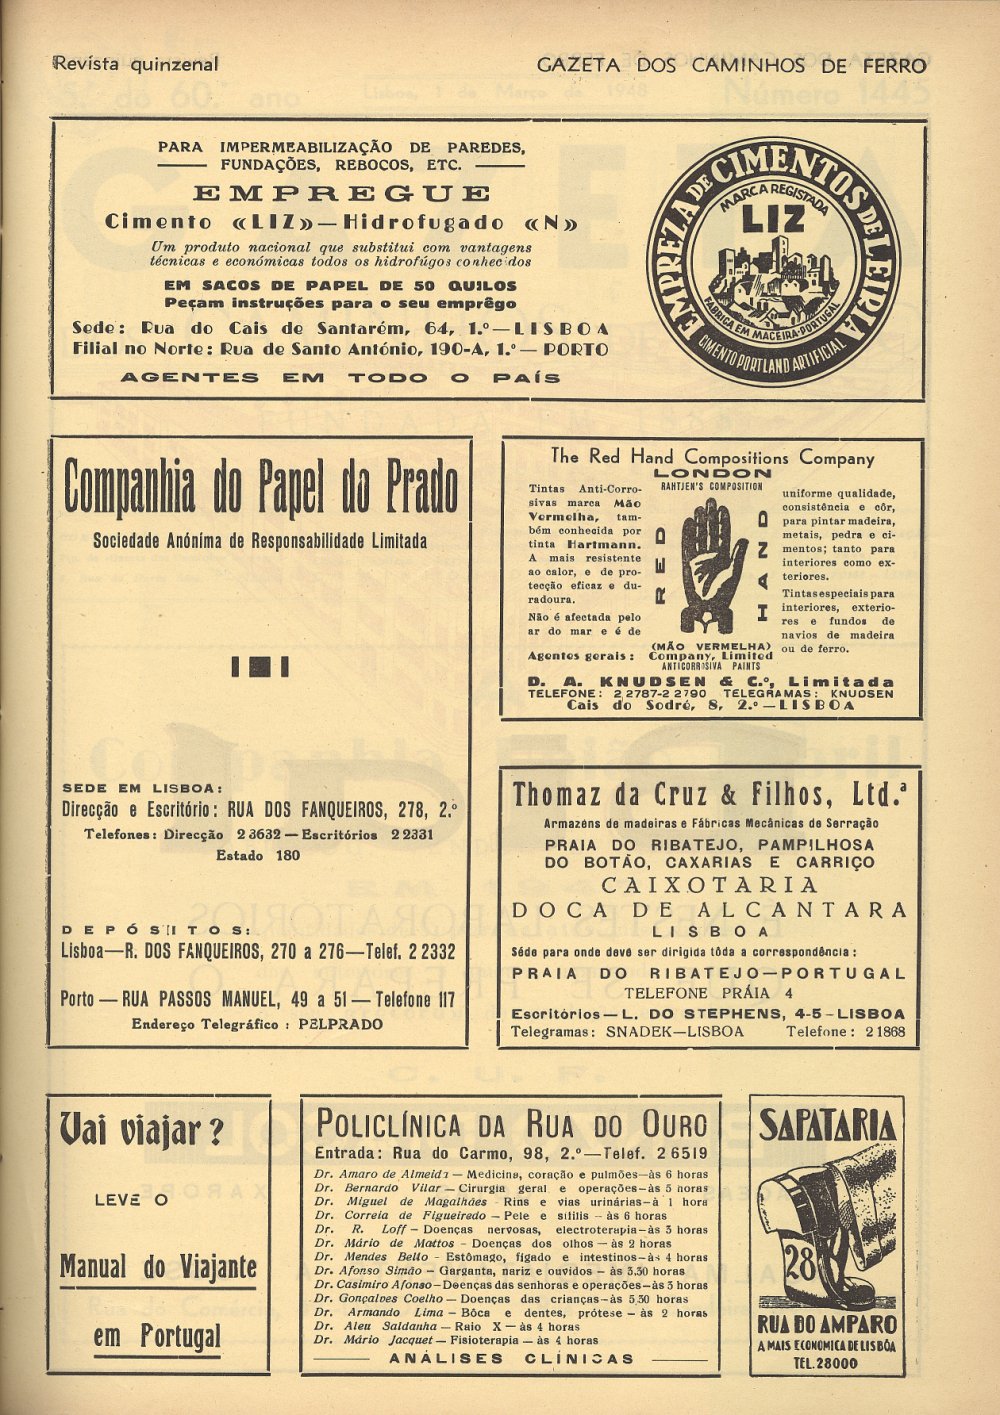 Revista quinzenal
GAZETA DOS CAMINHOS DE FERRO
PARA IMPERMEABILIZAÇÃO DE PAREDES,
FUNDAÇÕES, REBOCOS, ETC.
EMPREGUE
Cimento «LIZ»—Hidrofugado «N»
Um produto nacional que substitui com vantagens
técnicas e económicas todos os hidrofúgos conhecidos
EM SACOS DE PAPEL DE 50 QUILOS
Peçam instruções para o seu emprêgo
Sede: Rua do Cais de Santarém, 64, 1.º—LISBOA
Filial no Norte: Rua de Santo António, 190-A, 1.º— PORTO
AGENTES EM TODO O PAÍS
EMPREZA DE CIMENTOS DE LEIRIA
MARCA REGISTADA
LIZ
FABRICA EM MACEIRA-PORTUGAL
CIMENTO PORTLAND ARTIFICIAL
Companhia do Papel do Prado
Sociedade Anónima de Responsabilidade Limitada
SEDE EM LISBOA:
Direcção e Escritório: RUA DOS FANQUEIROS, 278, 2.º
Telefones: Direcção 2 3632 — Escritórios 2 2331
Estado 180
DEPÓSITOS:
Lisboa—R. DOS FANQUEIROS, 270 a 276—Telef. 2 2332
Porto — RUA PASSOS MANUEL, 49 a 51 — Telefone 117
Endereço Telegráfico : PELPRADO
The Red Hand Compositions Company
LONDON
RAHTJEN'S COMPOSITION
Tintas Anti-Corro-
sivas marca Mão
Vermelha, tam-
bém conhecida por
tinta Hartmann.
A mais resistente
ao calor, e de pro-
tecção eficaz e du-
radoura.
Não é afectada pelo
ar do mar e é de
RED
HAND
uniforme qualidade,
consistência e côr,
para pintar madeira,
metais, pedra e ci-
mentos; tanto para
interiores como ex-
teriores.
Tintas especiais para
interiores, exterio-
res e fundos de
navios de madeira
ou de ferro.
(MÃO VERMELHA)
Agentes gerais: Company, Limited
ANTICORROSIVA PAINTS
D. A. KNUDSEN & C.º, Limitada
TELEFONE: 2 2787-2 2790 TELEGRAMAS: KNUDSEN
Cais do Sodré, 8, 2.º—LISBOA
Thomaz da Cruz & Filhos, Ltd.ª
Armazéns de madeiras e Fábricas Mecânicas de Serração
PRAIA DO RIBATEJO, PAMPILHOSA
DO BOTÃO, CAXARIAS E CARRIÇO
CAIXOTARIA
DOCA DE ALCANTARA
LISBOA
Séde para onde devé ser dirigida tôda a correspondência:
PRAIA DO RIBATEJO—PORTUGAL
TELEFONE PRÁIA 4
Escritórios—L. DO STEPHENS, 4-5-LISBOA
Telegramas: SNADEK—LISBOA Telefone: 2 1868
Vai viajar?
LEVE O
Manual do Viajante
em Portugal
POLICLÍNICA DA RUA DO OURO
Entrada: Rua do Carmo, 98, 2.º—Telef. 2 6519
Dr. Amaro de Almeida — Medicina, coração e pulmões—às 6 horas
Dr. Bernardo Vilar — Cirurgia geral e operações—às 5 horas
Dr. Miguel de Magalhães - Rins e vias urinárias—à 1 hora
Dr. Correia de Figueiredo — Pele e sífilis — às 6 horas
Dr. R. Loff — Doenças nervosas, electroterapia—às 3 horas
Dr. Mário de Mattos - Doenças dos olhos — às 2 horas
Dr. Mendes Bello - Estômago, fígado e intestinos—às 4 horas
Dr. Afonso Simão — Garganta, nariz e ouvidos — às 3,30 horas
Dr. Casimiro Afonso—Doenças das senhoras e operações—às 3 horas
Dr. Gonçalves Coelho — Doenças das crianças—às 5,30 horas
Dr. Armando Lima — Bôca e dentes, prótese — às 2 horas
Dr. Aleu Saldanha — Raio X — às 4 horas
Dr. Mário Jacquet — Fisioterapia — às 4 horas
ANÁLISES CLÍNICAS
SAPATARIA
28
RUA DO AMPARO
A MAIS ECONOMICA DE LISBÔA
TEL. 28000